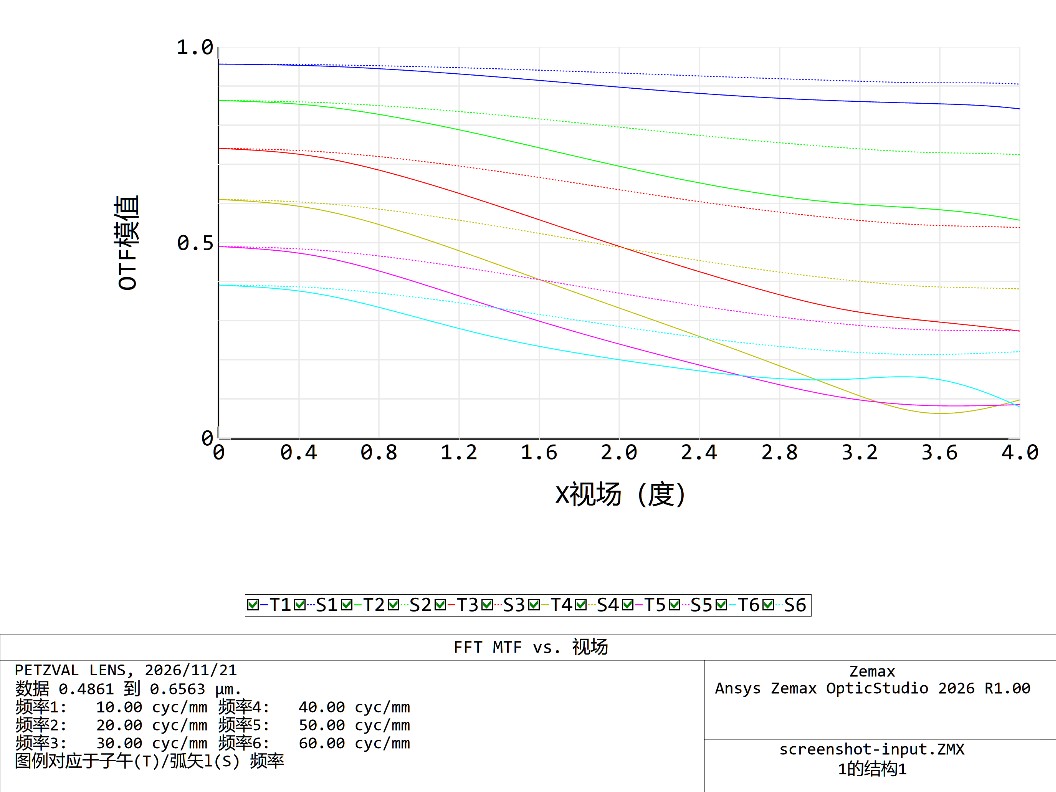 1.0
OTF模值
0.5
0
0 0.4 0.8 1.2 1.6 2.0 2.4 2.8 3.2 3.6 4.0
X视场 (度)
T1 S1 T2 S2 T3 S3 T4 S4 T5 S5 T6 S6
FFT MTF vs. 视场
PETZVAL LENS, 2026/11/21
数据 0.4861 到 0.6563 µm.
频率1: 10.00 cyc/mm 频率4: 40.00 cyc/mm
频率2: 20.00 cyc/mm 频率5: 50.00 cyc/mm
频率3: 30.00 cyc/mm 频率6: 60.00 cyc/mm
图例对应于子午(T)/弧矢l(S) 频率
Zemax
Ansys Zemax OpticStudio 2026 R1.00
screenshot-input.ZMX
1的结构1